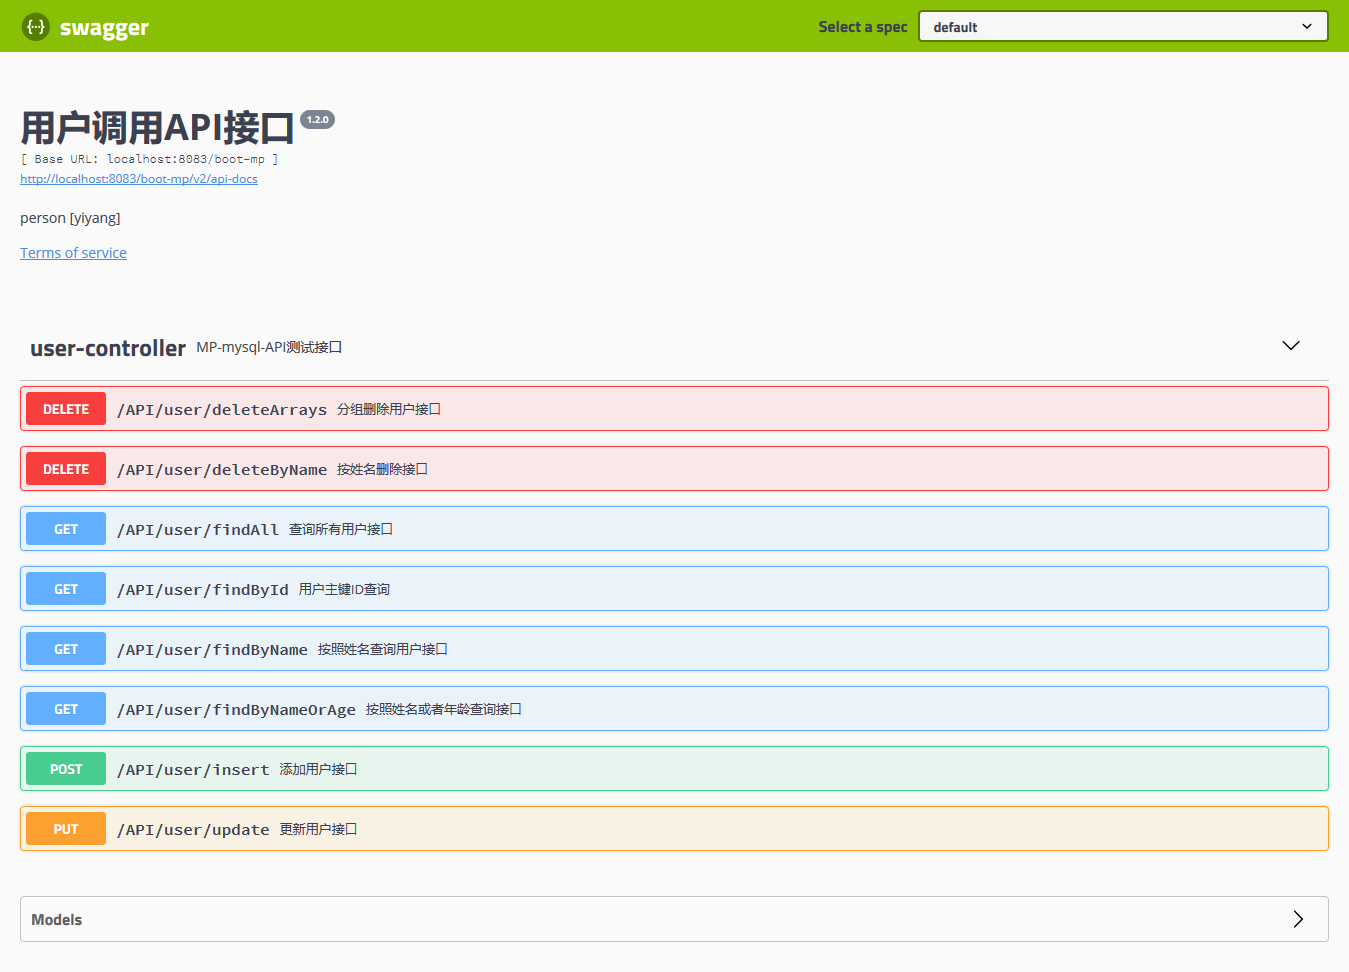 {···} swagger
Select a spec default
用户调用API接口 1.2.0
[ Base URL: localhost:8083/boot-mp ]
http://localhost:8083/boot-mp/v2/api-docs
person [yiyang]
Terms of service
user-controller MP-mysql-API测试接口
DELETE /API/user/deleteArrays 分组删除用户接口
DELETE /API/user/deleteByName 按姓名删除接口
GET /API/user/findAll 查询所有用户接口
GET /API/user/findById 用户主键ID查询
GET /API/user/findByName 按照姓名查询用户接口
GET /API/user/findByNameOrAge 按照姓名或者年龄查询接口
POST /API/user/insert 添加用户接口
PUT /API/user/update 更新用户接口
Models